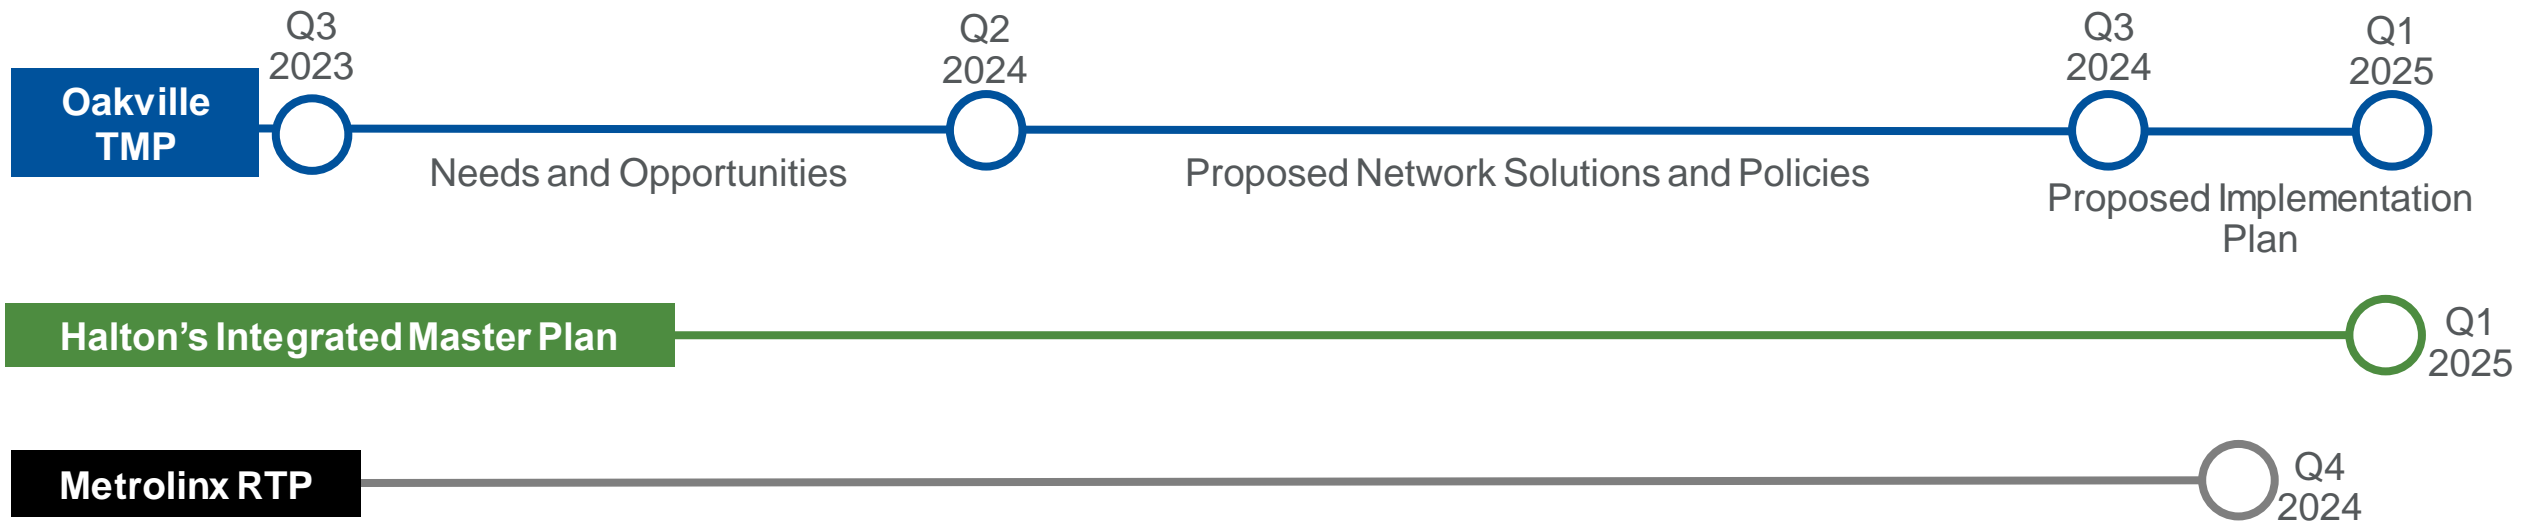 Q3
2023
Q2
2024
Q3
2024
Q1
2025
Oakville
TMP
Needs and Opportunities
Proposed Network Solutions and Policies
Proposed Implementation
Plan
Halton's Integrated Master Plan
Q1
2025
Metrolinx RTP
Q4
2024